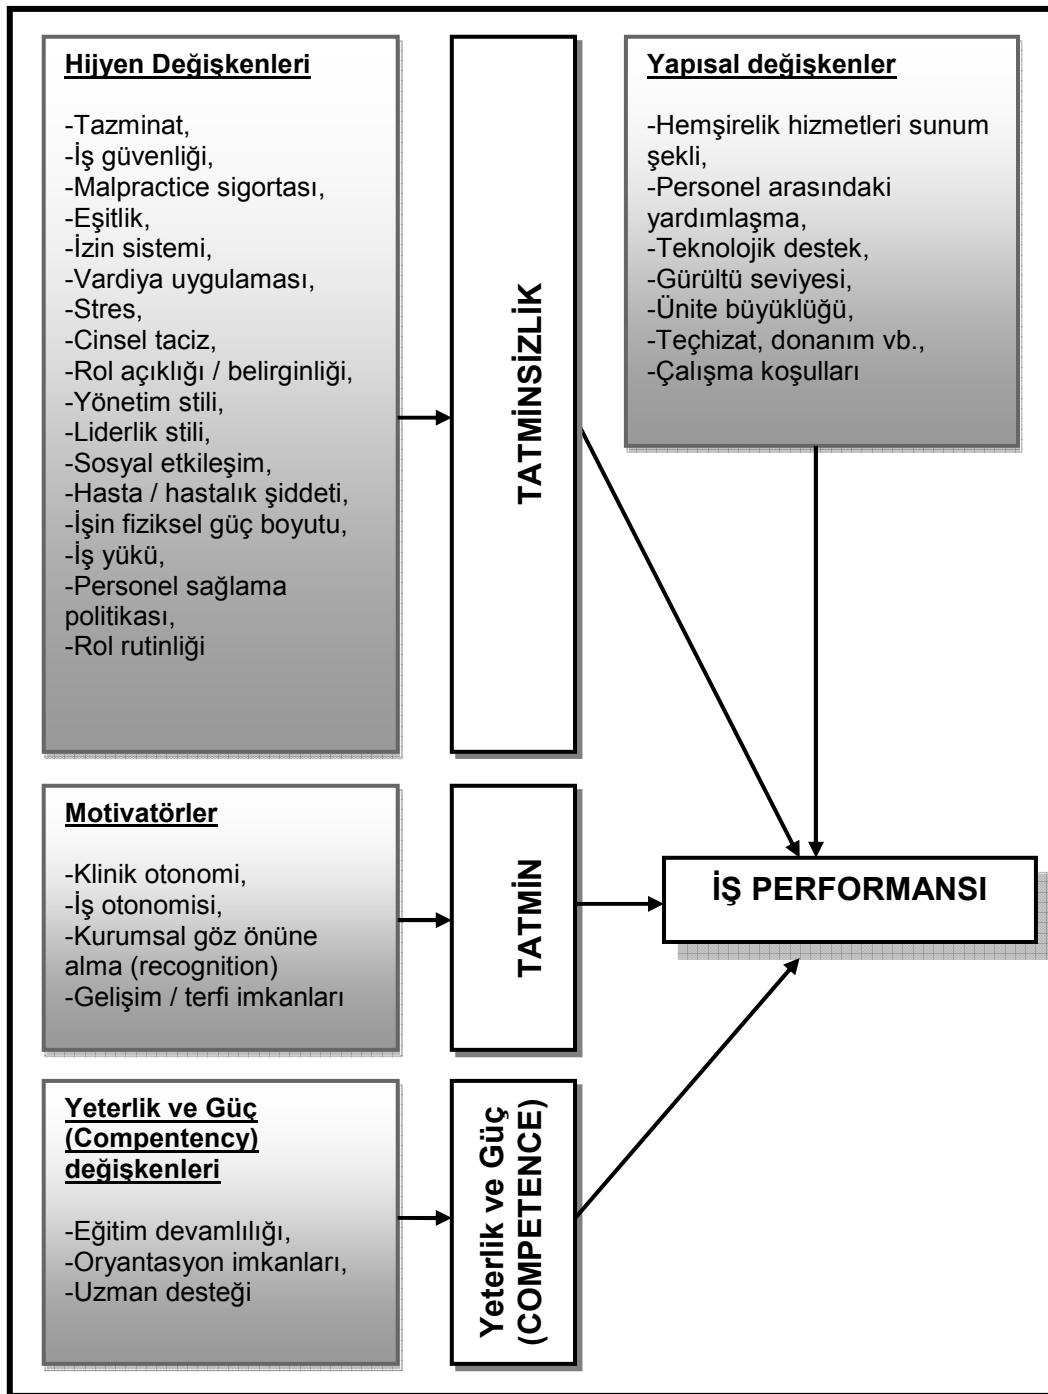 Hijyen Değişkenleri
-Tazminat,
-İş güvenliği,
-Malpractice sigortası,
-Eşitlik,
-İzin sistemi,
-Vardiya uygulaması,
-Stres,
-Cinsel taciz,
-Rol açıklığı / belirginliği,
-Yönetim stili,
-Liderlik stili,
-Sosyal etkileşim,
-Hasta / hastalık şiddeti,
-İşin fiziksel güç boyutu,
-İş yükü,
-Personel sağlama
politikası,
-Rol rutinliği
TATMİNSİZLİK
Yapısal değişkenler
-Hemşirelik hizmetleri sunum
şekli,
-Personel arasındaki
yardımlaşma,
-Teknolojik destek,
-Gürültü seviyesi,
-Ünite büyüklüğü,
-Teçhizat, donanım vb.,
-Çalışma koşulları
Motivatörler
-Klinik otonomi,
-İş otonomisi,
-Kurumsal göz önüne
alma (recognition)
-Gelişim / terfi imkanları
TATMİN
İŞ PERFORMANSI
Yeterlik ve Güç
(Compentency)
değişkenleri
-Eğitim devamlılığı,
-Oryantasyon imkanları,
-Uzman desteği
Yeterlik ve Güç
(COMPETENCE)